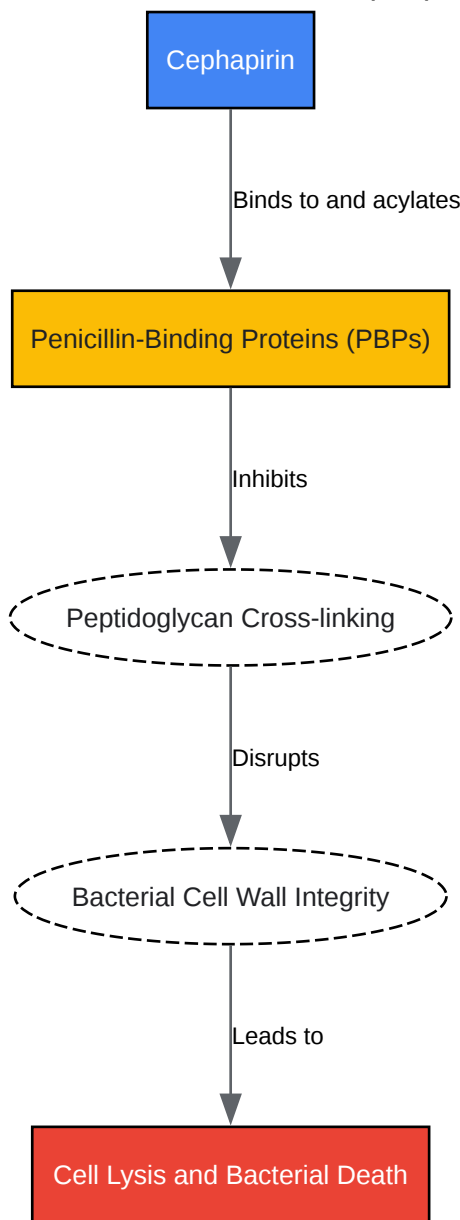 Cephapirin
Binds to and acylates
Penicillin-Binding Proteins (PBPs)
Inhibits
Peptidoglycan Cross-linking
Disrupts
Bacterial Cell Wall Integrity
Leads to
Cell Lysis and Bacterial Death